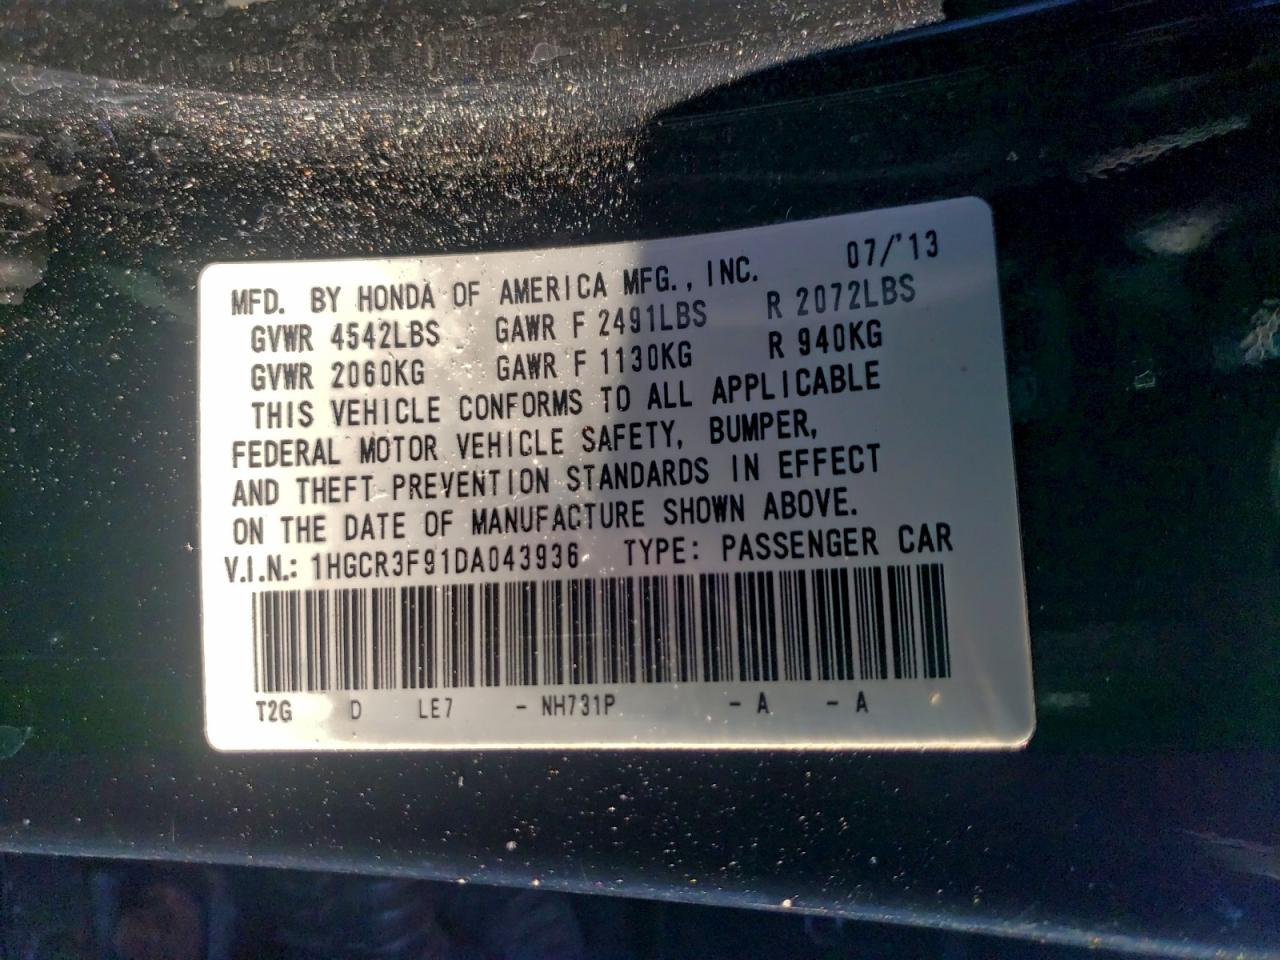 MFD. BY HONDA OF AMERICA MFG., INC. 07/'13
GVWR 4542LBS GAWR F 2491LBS R 2072LBS
GVWR 2060KG GAWR F 1130KG R 940KG
THIS VEHICLE CONFORMS TO ALL APPLICABLE
FEDERAL MOTOR VEHICLE SAFETY, BUMPER,
AND THEFT PREVENTION STANDARDS IN EFFECT
ON THE DATE OF MANUFACTURE SHOWN ABOVE.
V.I.N.: 1HGCR3F91DA043936 TYPE: PASSENGER CAR
T2G D LE7 - NH731P - A - A